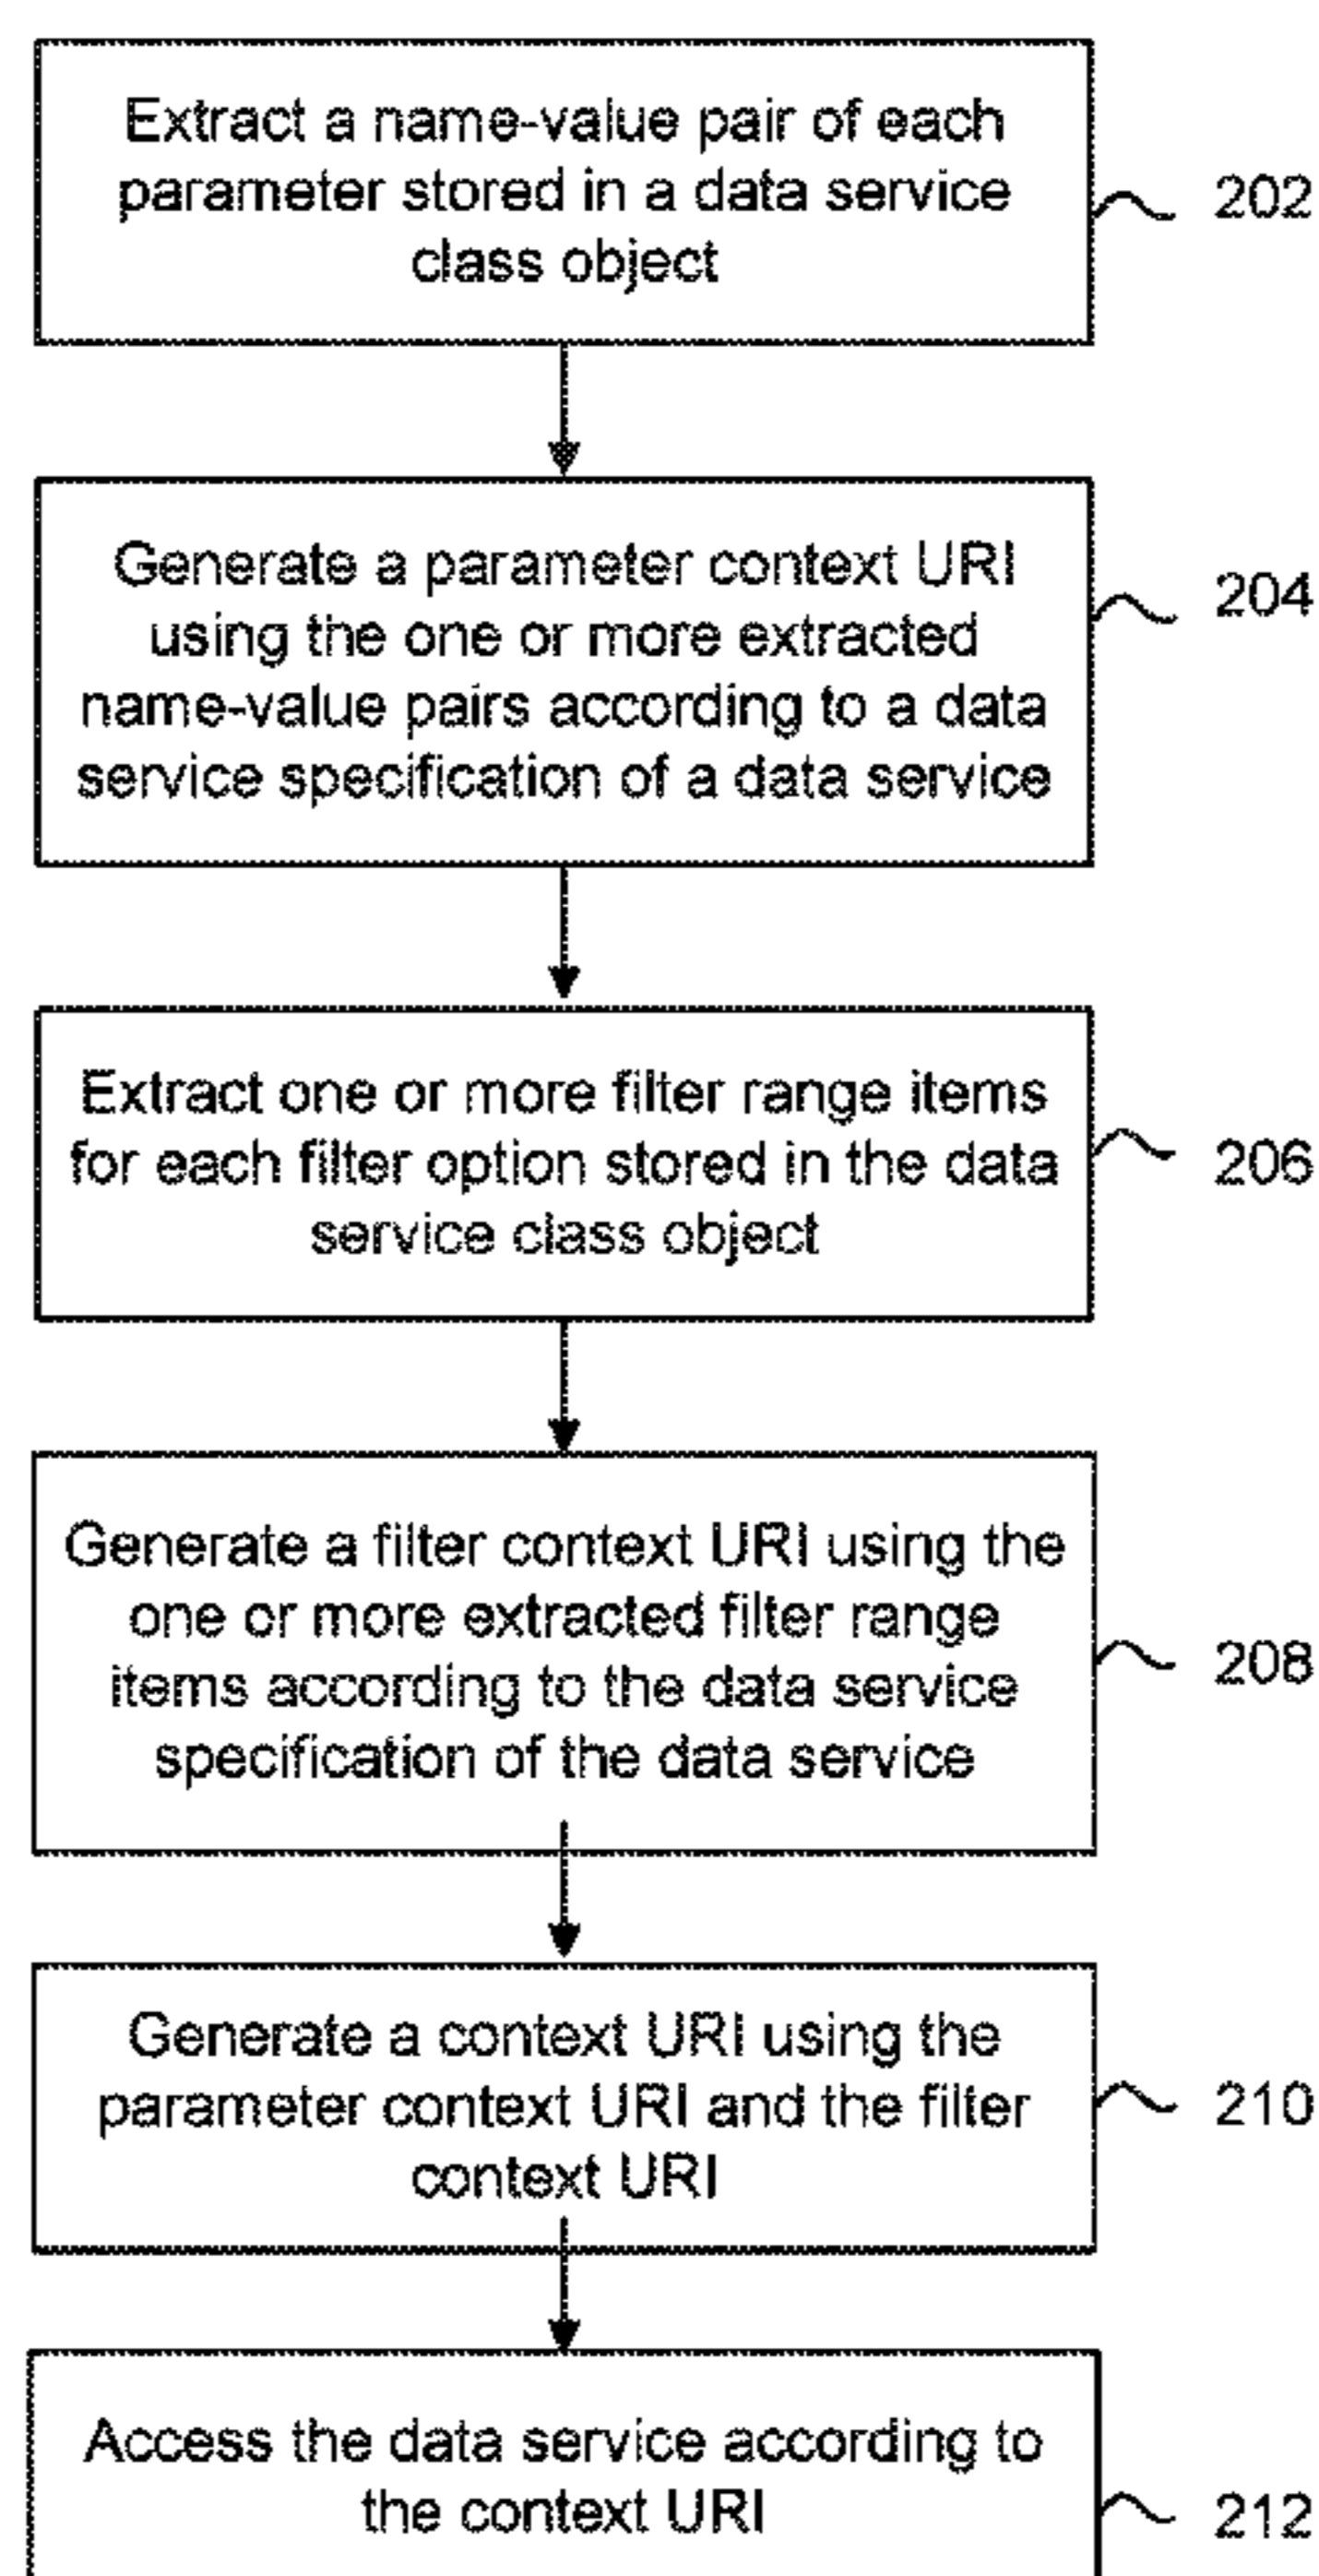 Extract a name-value pair of each
parameter stored in a data service
class object
202
Generate a parameter context URI
using the one or more extracted
name-value pairs according to a data
service specification of a data service
204
Extract one or more filter range items
for each filter option stored in the data
service class object
206
Generate a filter context URI using the
one or more extracted filter range
items according to the data service
specification of the data service
208
Generate a context URI using the
parameter context URI and the filter
context URI
210
Access the data service according to
the context URI
212